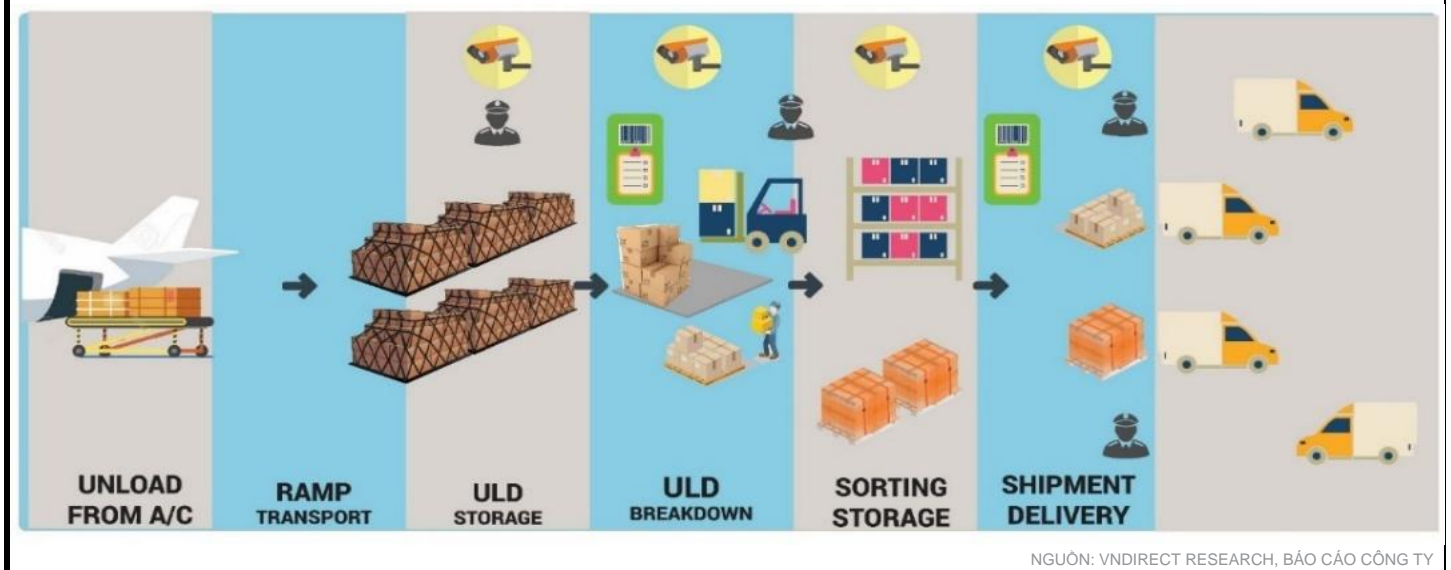 UNLOAD
FROM A/C
RAMP
TRANSPORT
ULD
STORAGE
ULD
BREAKDOWN
SORTING
STORAGE
SHIPMENT
DELIVERY
NGUỒN: VNDIRECT RESEARCH, BÁO CÁO CÔNG TY